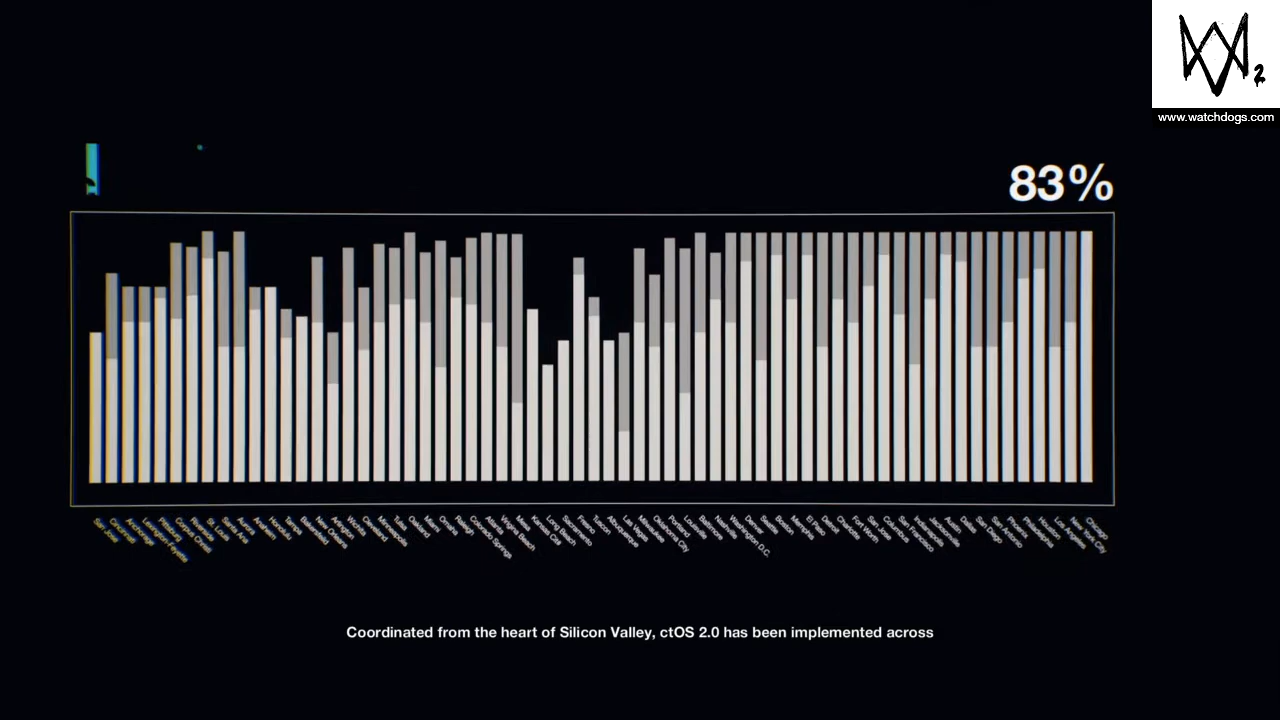 2
www.watchdogs.com
83%
San Jose
Cincinnati
Anchorage
Lexington-Fayette
Pittsburg
Corpus Christi
Riverside
St. Louis
Santa Ana
Aurora
Anaheim
Honolulu
Tampa
Bakersfield
New Orleans
Arlington
Wichita
Cleveland
Minneapolis
Tulsa
Oakland
Miami
Omaha
Raleigh
Colorado Springs
Atlanta
Virginia Beach
Mesa
Kansas Citi
Long Beach
Sacramento
Fresno
Tucson
Albuquerque
Las Vegas
Milwaukee
Oklahoma City
Portland
Louisville
Baltimore
Nashville
Washington D.C.
Denver
Seattle
Boston
Memphis
El Paso
Detroit
Charlotte
Fort Worth
San Jose
Columbus
San Francisco
Indianapolis
Jacksonville
Austin
Dallas
San Diego
San Antonio
Phoenix
Philadelphia
Houston
Los Angeles
New York City
Chicago
Coordinated from the heart of Silicon Valley, ctOS 2.0 has been implemented across